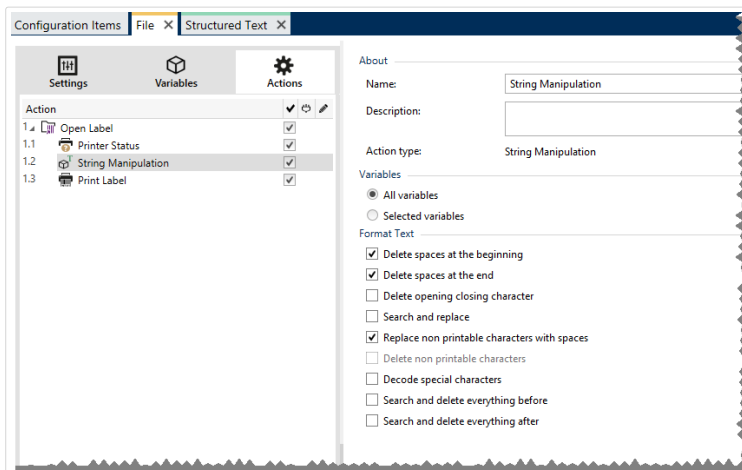 Configuration Items File Structured Text
Settings Variables Actions
Action
1 Open Label
1.1 Printer Status
1.2 String Manipulation
1.3 Print Label
About
Name: String Manipulation
Description:
Action type: String Manipulation
Variables
All variables
Selected variables
Format Text
Delete spaces at the beginning
Delete spaces at the end
Delete opening closing character
Search and replace
Replace non printable characters with spaces
Delete non printable characters
Decode special characters
Search and delete everything before
Search and delete everything after